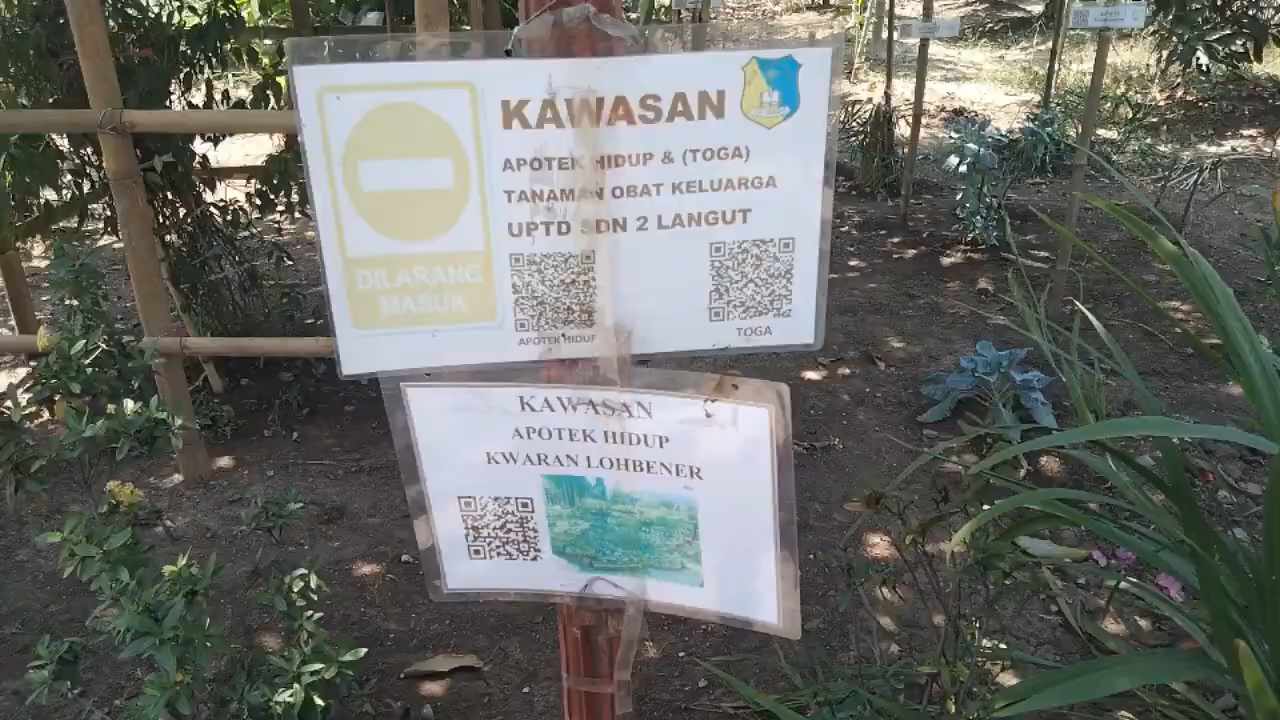 KAWASAN
APOTEK HIDUP & (TOGA)
TANAMAN OBAT KELUARGA
UPTD SDN 2 LANGUT
DILARANG
MASUK
APOTEK HIDUP
TOGA
KAWASAN
APOTEK HIDUP
KWARAN LOHBENER